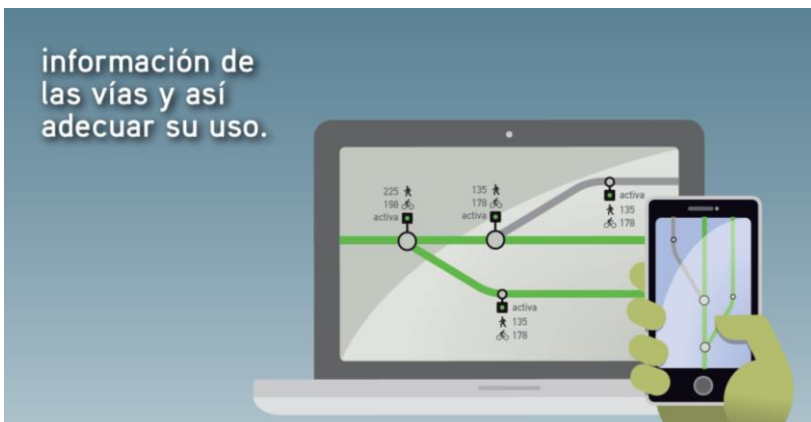 información de
las vías y así
adecuar su uso.
225
198
activa
135
178
activa
activa
135
178
activa
135
178